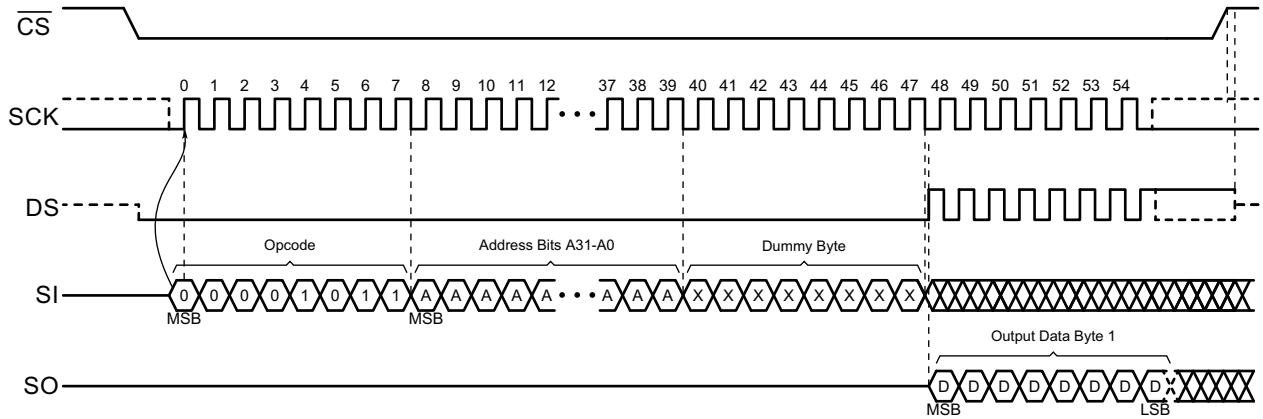 CS
0 1 2 3 4 5 6 7 8 9 10 11 12 37 38 39 40 41 42 43 44 45 46 47 48 49 50 51 52 53 54
SCK
DS
Opcode Address Bits A31-A0 Dummy Byte
SI 0 0 0 0 1 0 1 1 A A A A A A A A X X X X X X X X
MSB MSB
Output Data Byte 1
SO D D D D D D D D
MSB LSB